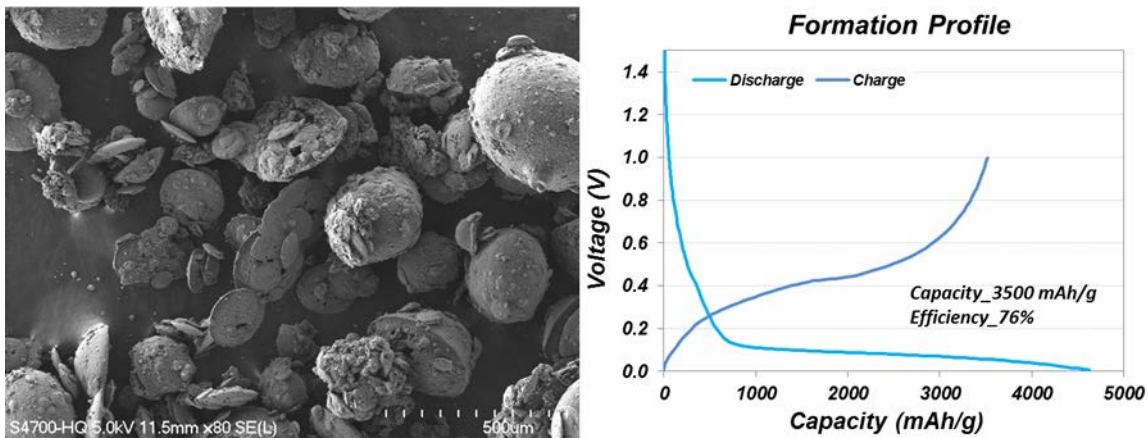 S4700-HQ 5.0kV 11.5mm x80 SE(L)
500um
Formation Profile
Discharge
Charge
Voltage (V)
1.4
1.2
1.0
0.8
0.6
0.4
0.2
0.0
Capacity_3500 mAh/g
Efficiency_76%
0 1000 2000 3000 4000 5000
Capacity (mAh/g)